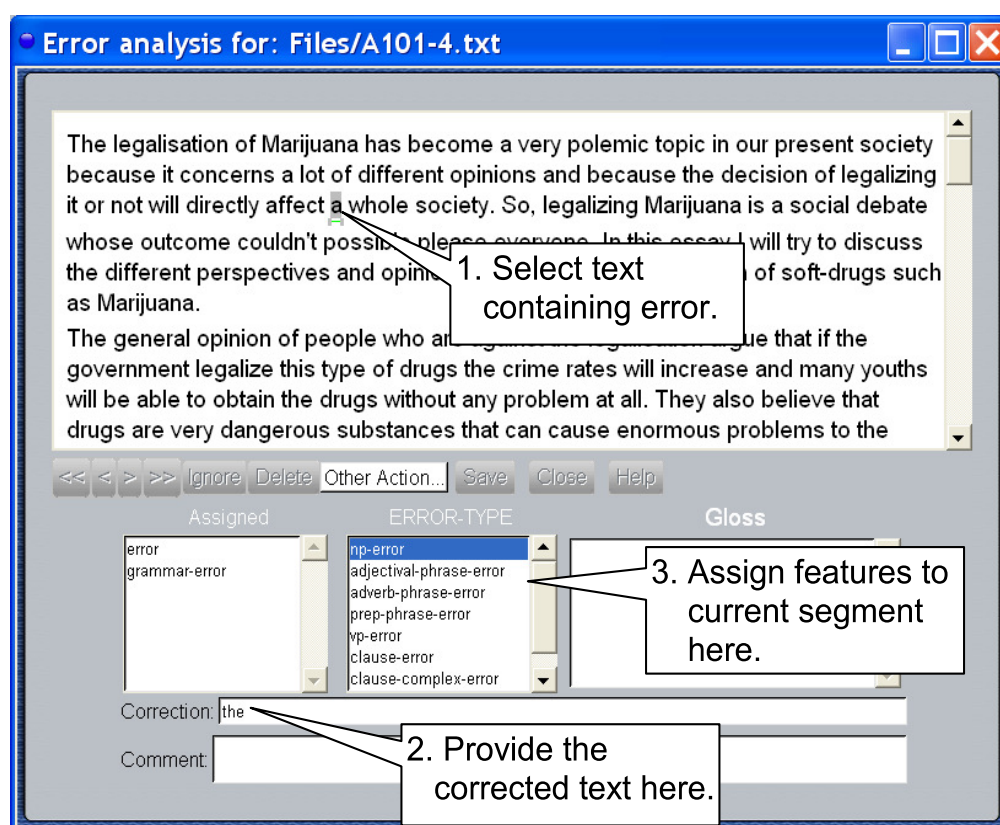 Error analysis for: Files/A101-4.txt
The legalisation of Marijuana has become a very polemic topic in our present society
because it concerns a lot of different opinions and because the decision of legalizing
it or not will directly affect a whole society. So, legalizing Marijuana is a social debate
whose outcome couldn't possible please everyone. In this essay I will try to discuss
the different perspectives and of soft-drugs such
as Marijuana.
1. Select text
containing error.
The general opinion of people who that if the
government legalize this type of drugs the crime rates will increase and many youths
will be able to obtain the drugs without any problem at all. They also believe that
drugs are very dangerous substances that can cause enormous problems to the
<< < > >> Ignore Delete Other Action... Save Close Help
Assigned ERROR-TYPE Gloss
error
grammar-error
np-error
adjectival-phrase-error
adverb-phrase-error
prep-phrase-error
vp-error
clause-error
clause-complex-error
3. Assign features to
current segment
here.
Correction: the
Comment:
2. Provide the
corrected text here.